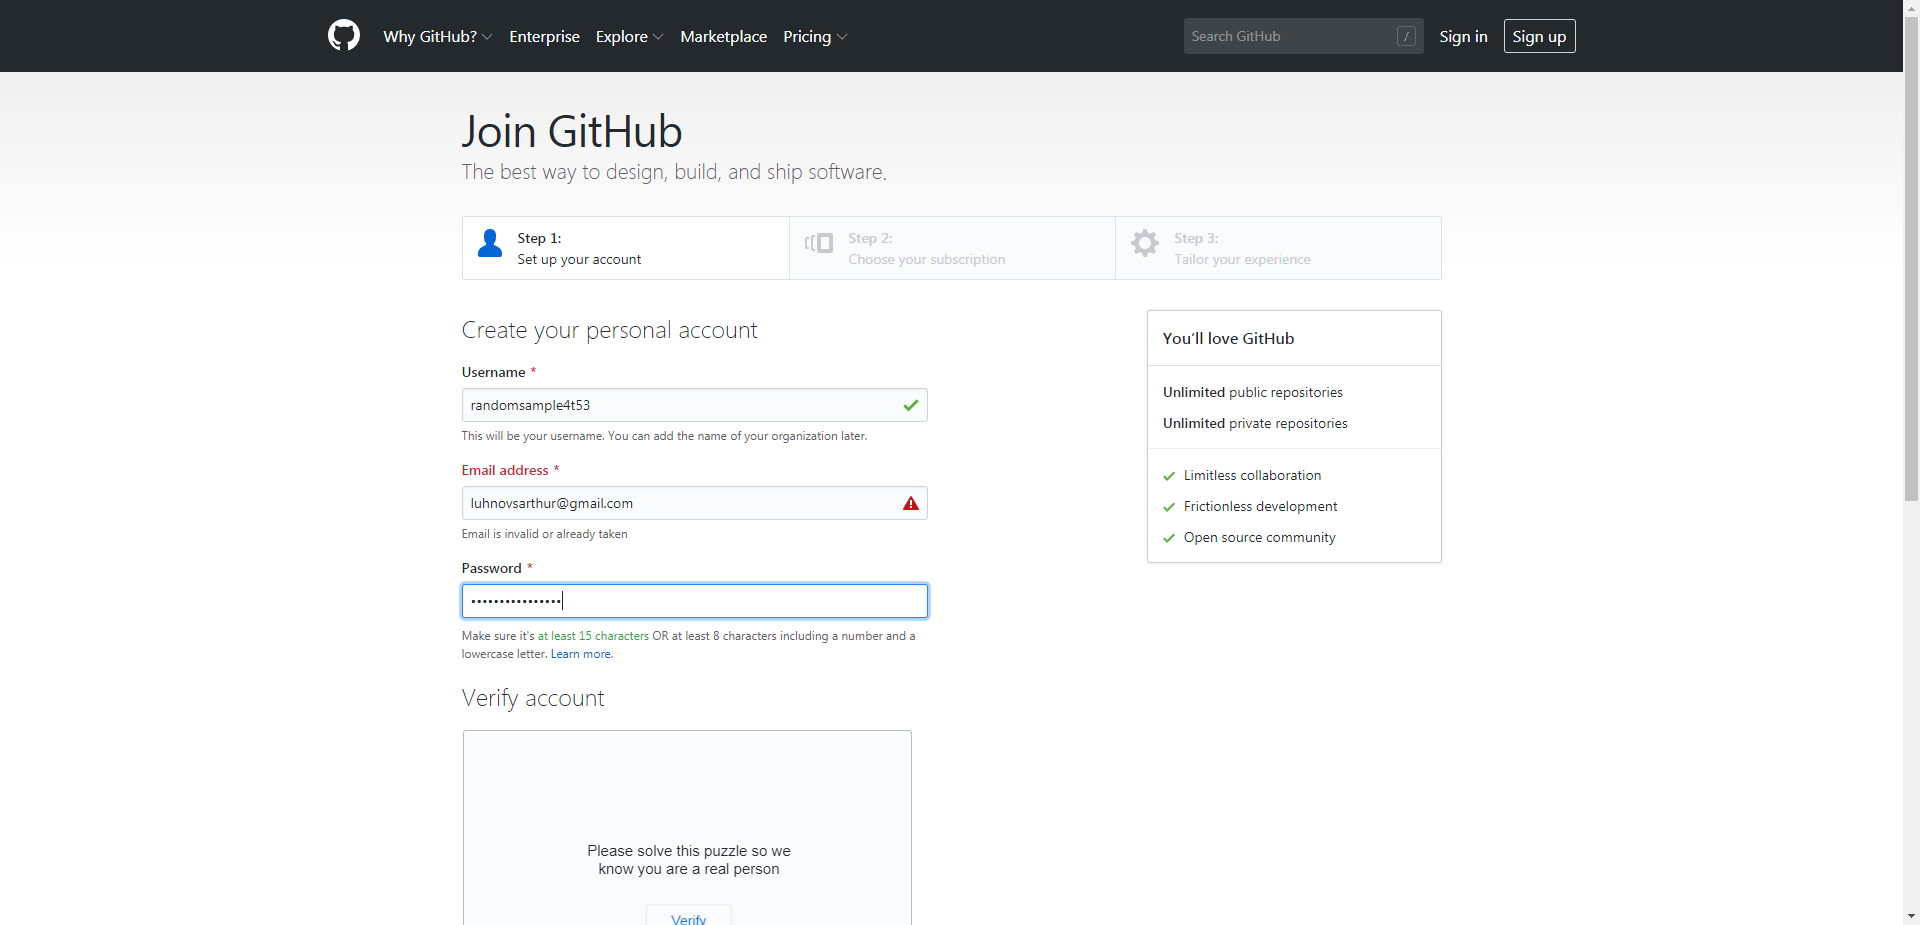 Why GitHub? Enterprise Explore Marketplace Pricing Search GitHub / Sign in Sign up
Join GitHub
The best way to design, build, and ship software.
Step 1:
Set up your account
Step 2:
Choose your subscription
Step 3:
Tailor your experience
Create your personal account
Username *
randomsample4t53
This will be your username. You can add the name of your organization later.
Email address *
luhnovsarthur@gmail.com
Email is invalid or already taken
Password *
••••••••••••••••
Make sure it's at least 15 characters OR at least 8 characters including a number and a
lowercase letter. Learn more.
Verify account
Please solve this puzzle so we
know you are a real person
Verify
You’ll love GitHub
Unlimited public repositories
Unlimited private repositories
Limitless collaboration
Frictionless development
Open source community